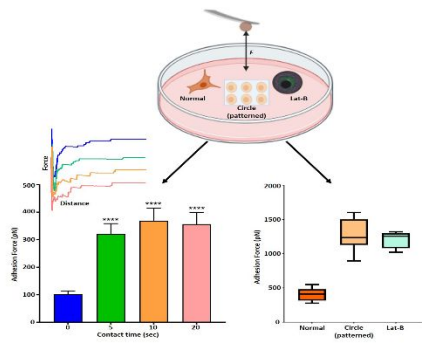 F
Normal
Circle
(patterned)
Lat-B
Force
Distance
Adhesion Force (pN)
500
400
300
200
100
0
****
****
****
0
5
10
20
Contact time (sec)
Adhesion Force (pN)
2000
1500
1000
500
0
Normal
Circle
(patterned)
Lat-B